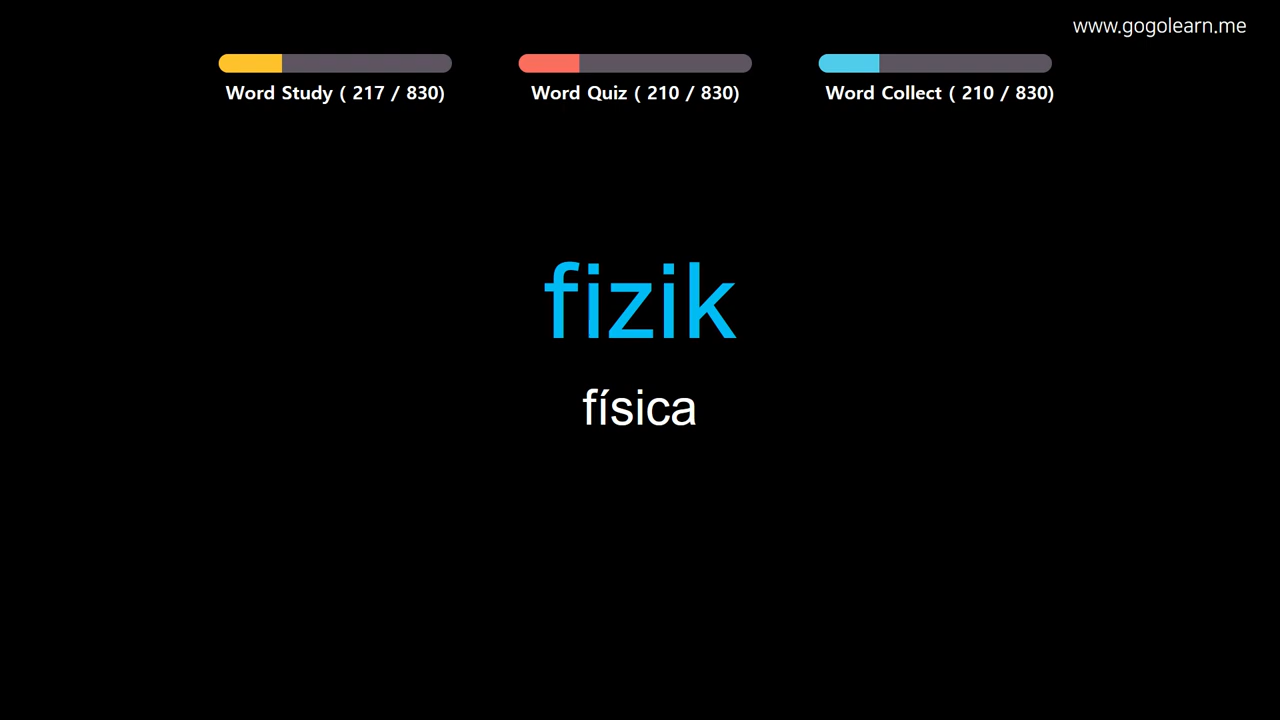 www.gogolearn.me
Word Study ( 217 / 830)
Word Quiz ( 210 / 830)
Word Collect ( 210 / 830)
fizik
física